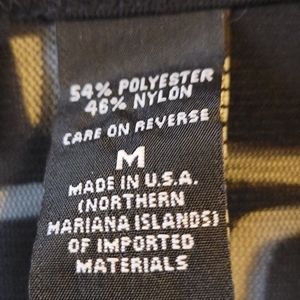 54% POLYESTER
46% NYLON
CARE ON REVERSE
M
MADE IN U.S.A.
(NORTHERN
MARIANA ISLANDS)
OF IMPORTED
MATERIALS